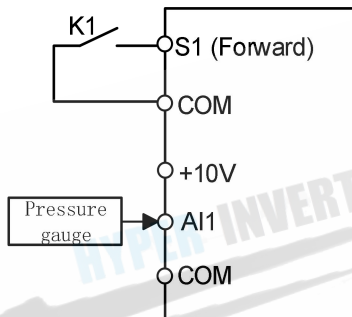 K1
S1 (Forward)
COM
+10V
Pressure
gauge
AI1
COM
HYPER INVERT